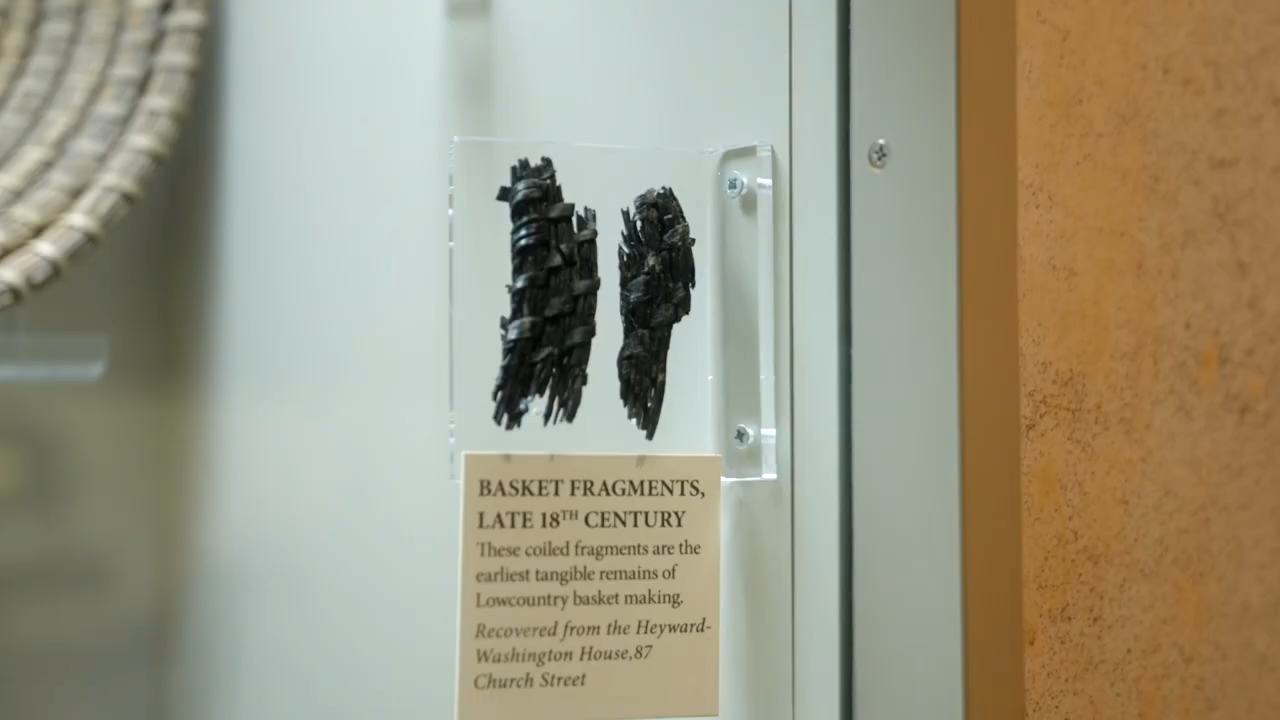 BASKET FRAGMENTS,
LATE 18TH CENTURY
These coiled fragments are the
earliest tangible remains of
Lowcountry basket making.
Recovered from the Heyward-
Washington House,87
Church Street